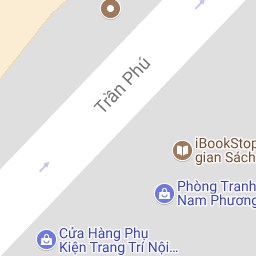 Trần Phú
iBookStop
gian Sách
Phòng Tranh
Nam Phương
Cửa Hàng Phụ
Kiện Trang Trí Nội...